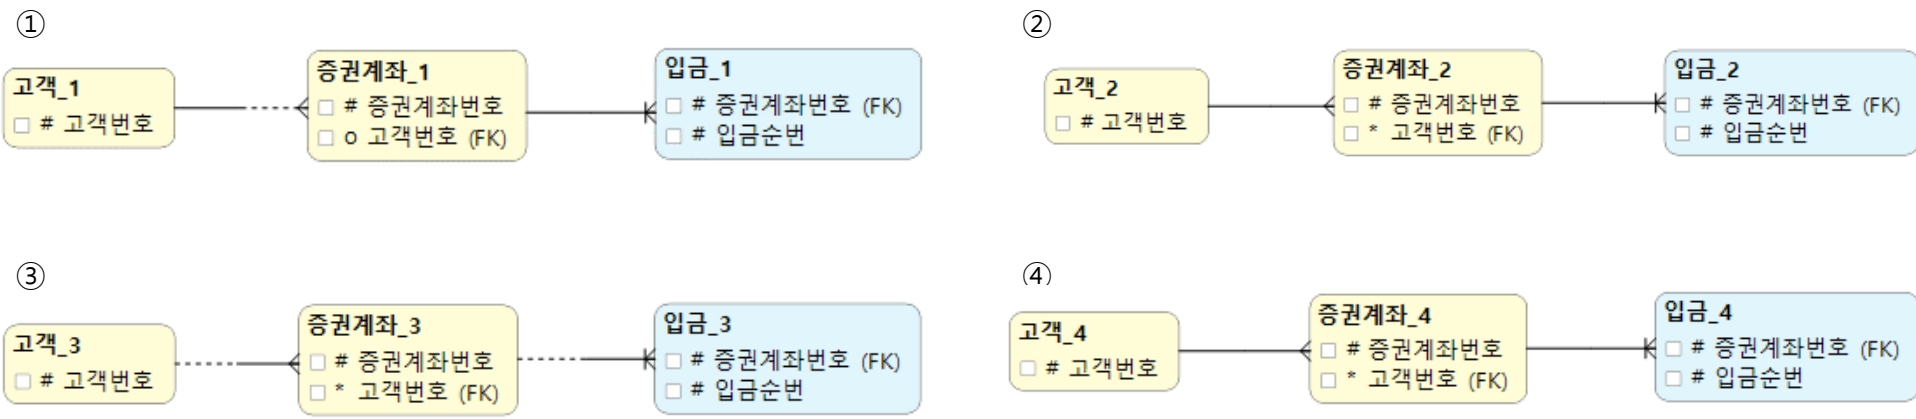 ①
고객_1
# 고객번호
증권계좌_1
# 증권계좌번호
o 고객번호 (FK)
입금_1
# 증권계좌번호 (FK)
# 입금순번
②
고객_2
# 고객번호
증권계좌_2
# 증권계좌번호
* 고객번호 (FK)
입금_2
# 증권계좌번호 (FK)
# 입금순번
③
고객_3
# 고객번호
증권계좌_3
# 증권계좌번호
* 고객번호 (FK)
입금_3
# 증권계좌번호 (FK)
# 입금순번
④
고객_4
# 고객번호
증권계좌_4
# 증권계좌번호
* 고객번호 (FK)
입금_4
# 증권계좌번호 (FK)
# 입금순번